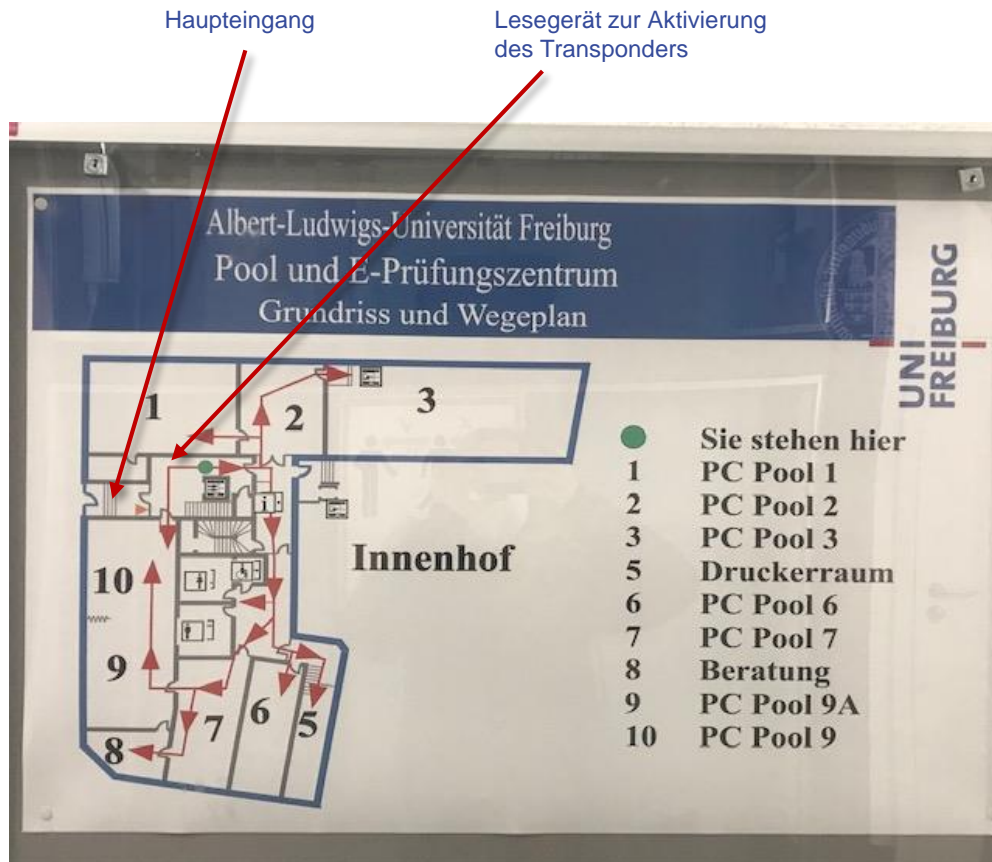 Haupteingang
Lesegerät zur Aktivierung
des Transponders
Albert-Ludwigs-Universität Freiburg
Pool und E-Prüfungszentrum
Grundriss und Wegeplan
UNI
FREIBURG
1
2
3
10
9
8
7
6
5
i
Innenhof
Sie stehen hier
1 PC Pool 1
2 PC Pool 2
3 PC Pool 3
5 Druckerraum
6 PC Pool 6
7 PC Pool 7
8 Beratung
9 PC Pool 9A
10 PC Pool 9